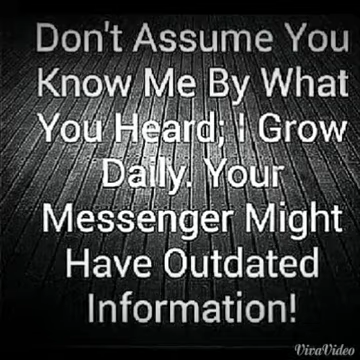 Don't Assume You
Know Me By What
You Heard; I Grow
Daily. Your
Messenger Might
Have Outdated
Information!
VivaVideo